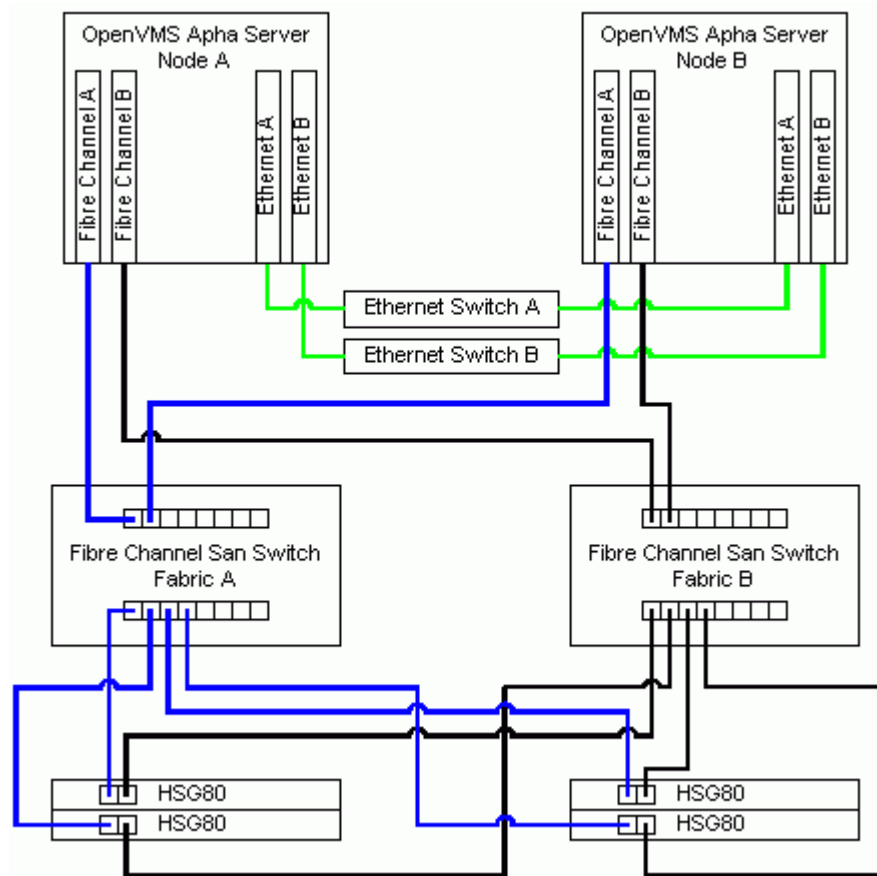 OpenVMS Apha Server
Node A
Fibre Channel A
Fibre Channel B
Ethernet A
Ethernet B
OpenVMS Apha Server
Node B
Fibre Channel A
Fibre Channel B
Ethernet A
Ethernet B
Ethernet Switch A
Ethernet Switch B
Fibre Channel San Switch
Fabric A
Fibre Channel San Switch
Fabric B
HSG80
HSG80
HSG80
HSG80